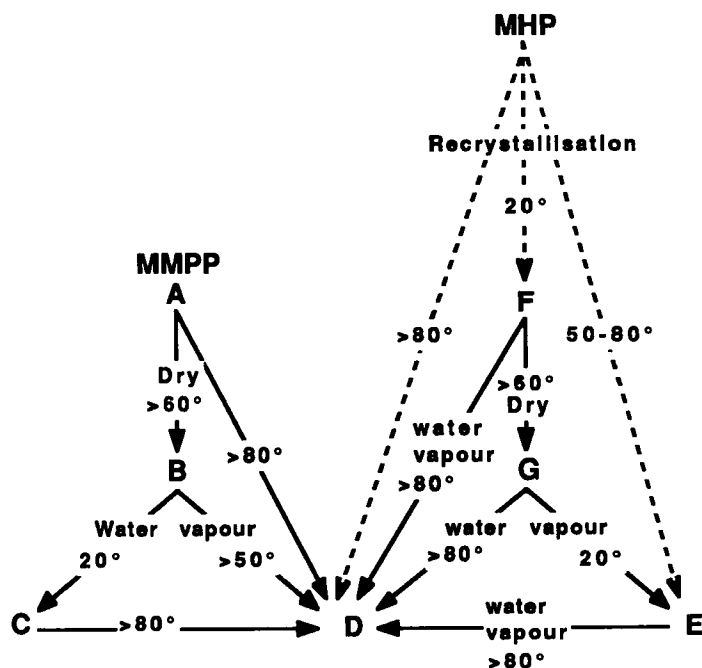 MHP
Recrystallisation
20°
MMPP
A
F
>80°
50-80°
Dry
>60°
>60°
Dry
water
vapour
>80°
>80°
B
G
Water vapour
20°
>50°
water vapour
>80°
20°
C
>80°
D
water
vapour
>80°
E